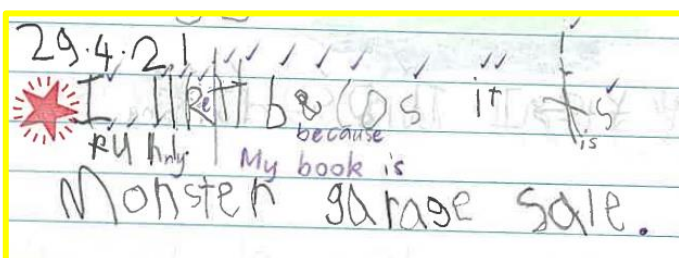 29.4.21
I liket becos it is
because is
funny. My book is
Monster garage sale.